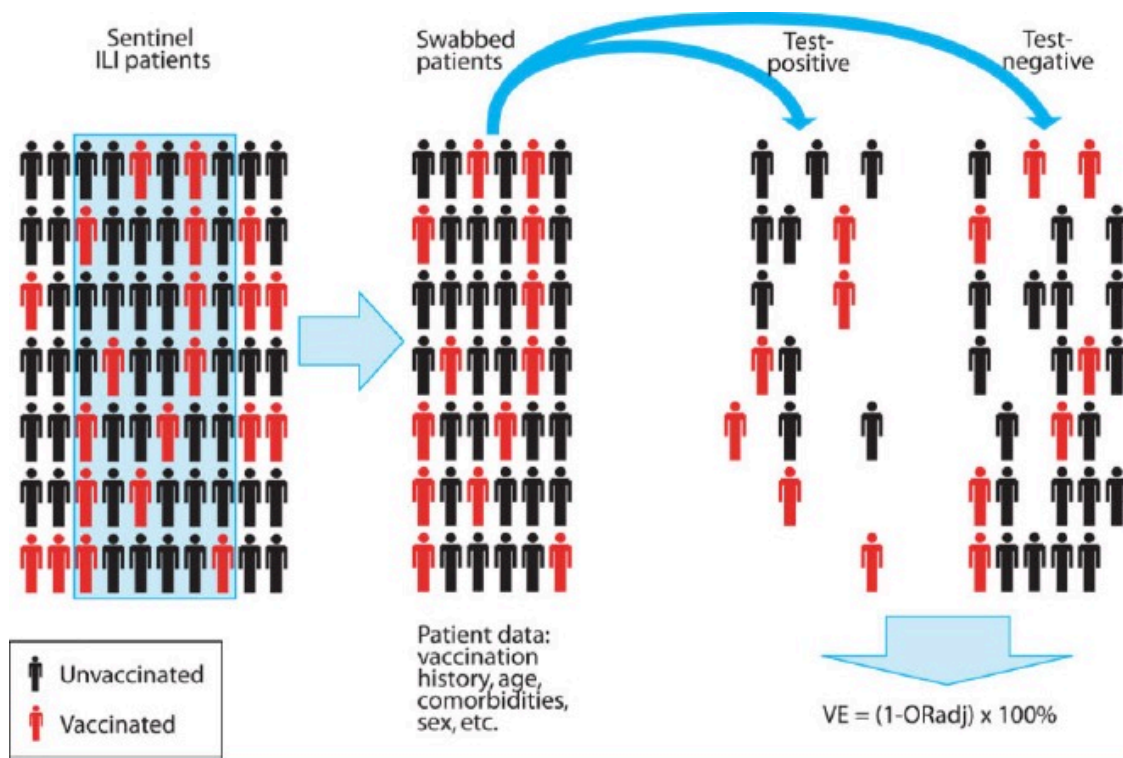 Sentinel
ILI patients
Swabbed
patients
Test-
positive
Test-
negative
Patient data:
vaccination
history, age,
comorbidities,
sex, etc.
Unvaccinated
Vaccinated
VE = (1-ORadj) x 100%